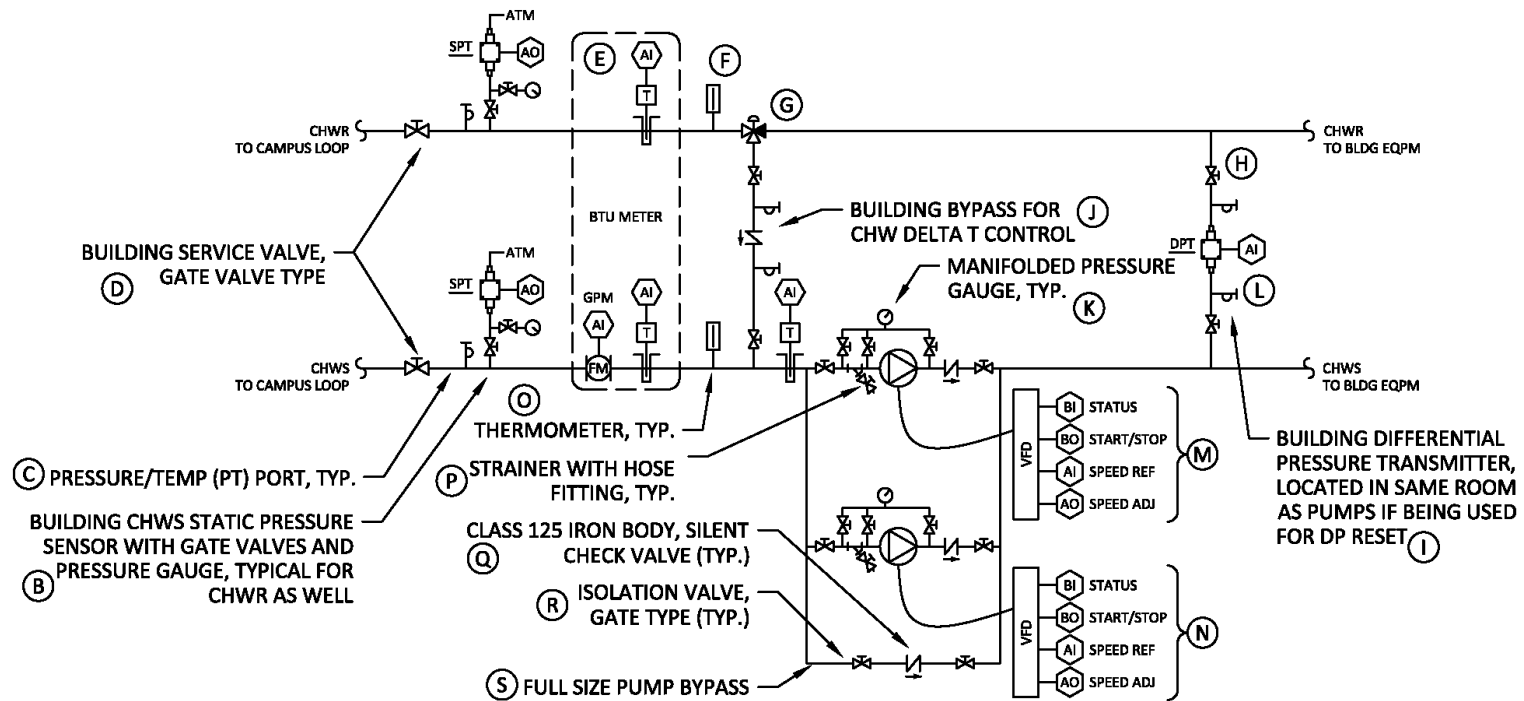 ATM
SPT
AO
E
AI
T
F
G
CHWR
TO CAMPUS LOOP
CHWR
TO BLDG EQPM
H
BTU METER
BUILDING BYPASS FOR
CHW DELTA T CONTROL
J
BUILDING SERVICE VALVE,
GATE VALVE TYPE
D
ATM
SPT
AO
GPM
AI
FM
AI
T
AI
T
MANIFOLDED PRESSURE
GAUGE, TYP.
K
DPT
AI
L
CHWS
TO CAMPUS LOOP
CHWS
TO BLDG EQPM
O
THERMOMETER, TYP.
C
PRESSURE/TEMP (PT) PORT, TYP.
P
STRAINER WITH HOSE
FITTING, TYP.
BUILDING CHWS STATIC PRESSURE
SENSOR WITH GATE VALVES AND
PRESSURE GAUGE, TYPICAL FOR
CHWR AS WELL
B
CLASS 125 IRON BODY, SILENT
CHECK VALVE (TYP.)
Q
R
ISOLATION VALVE,
GATE TYPE (TYP.)
S
FULL SIZE PUMP BYPASS
VFD
BI STATUS
BO START/STOP
AI SPEED REF
AO SPEED ADJ
M
BUILDING DIFFERENTIAL
PRESSURE TRANSMITTER,
LOCATED IN SAME ROOM
AS PUMPS IF BEING USED
FOR DP RESET
I
VFD
BI STATUS
BO START/STOP
AI SPEED REF
AO SPEED ADJ
N